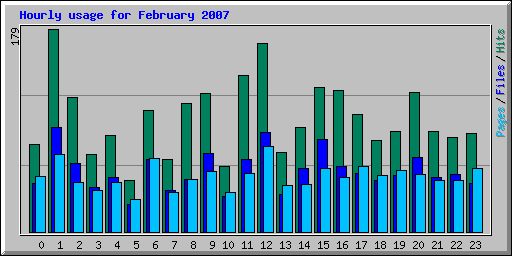 Hourly usage for February 2007
179
Pages / Files / Hits
0 1 2 3 4 5 6 7 8 9 10 11 12 13 14 15 16 17 18 19 20 21 22 23